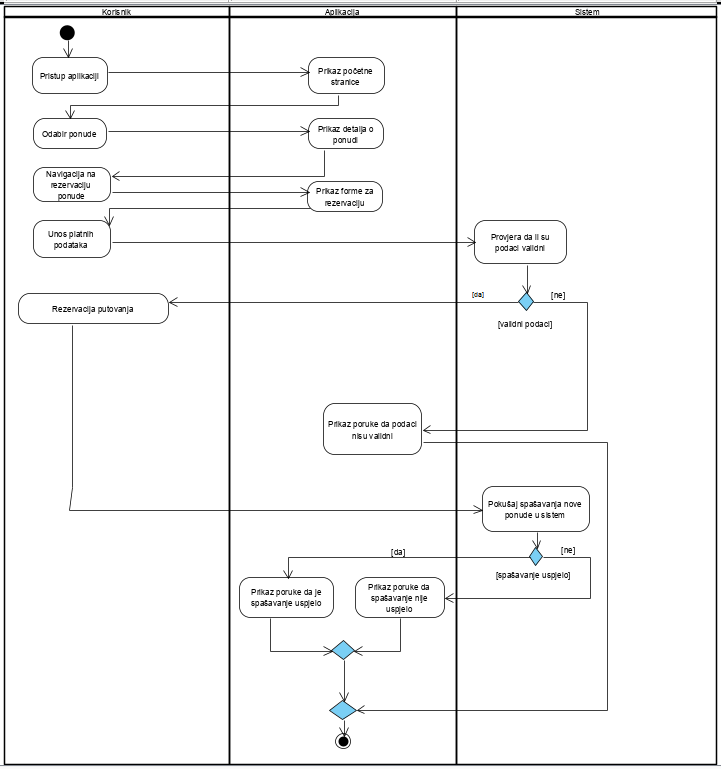 Korisnik
Aplikacija
Sistem
Pristup aplikaciji
Prikaz početne
stranice
Odabir ponude
Prikaz detalja o
ponudi
Navigacija na
rezervaciju
ponude
Prikaz forme za
rezervaciju
Unos platnih
podataka
Provjera da li su
podaci validni
[da]
[ne]
[validni podaci]
Rezervacija putovanja
Prikaz poruke da podaci
nisu validni
Pokušaj spašavanja nove
ponude u sistem
[da]
[ne]
[spašavanje uspjelo]
Prikaz poruke da je
spašavanje uspjelo
Prikaz poruke da
spašavanje nije
uspjelo